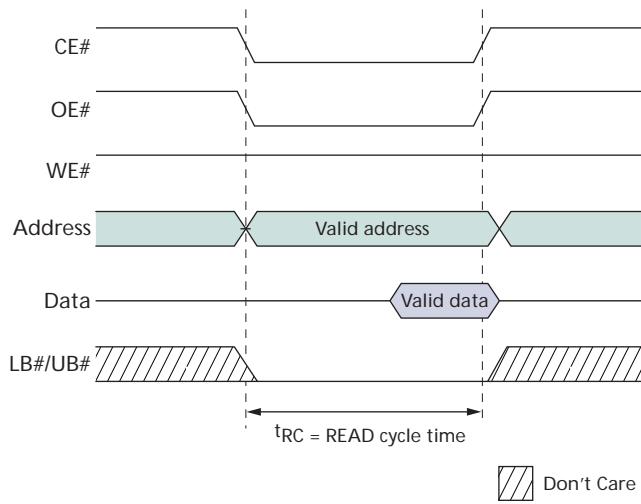 CE#
OE#
WE#
Address
Valid address
Data
Valid data
LB#/UB#
tRC = READ cycle time
Don't Care